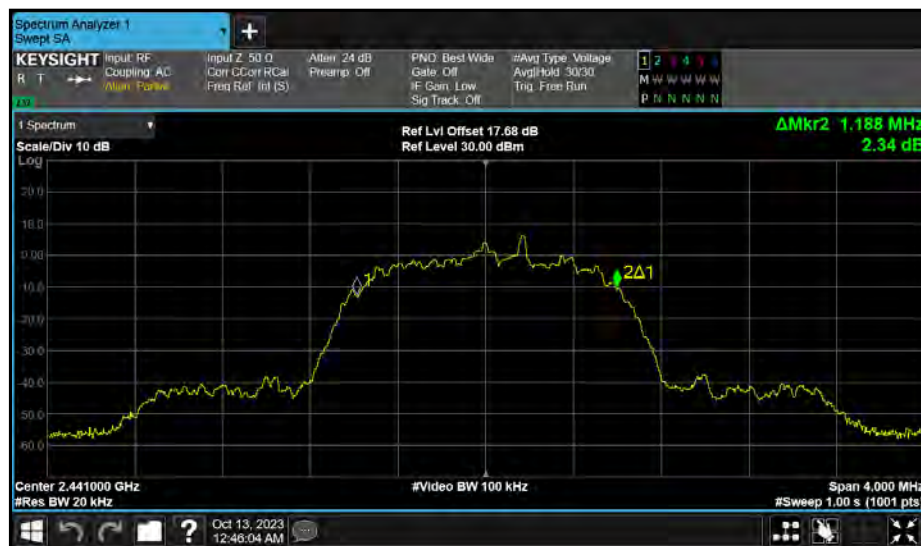 Spectrum Analyzer 1
Swept SA
+
KEYSIGHT Input: RF Input Z: 50 Ω Atten: 24 dB PNO: Best Wide #Avg Type: Voltage 1 2 3 4 5 6
R T Coupling: AC Corr CCorr RCal Preamp: Off Gate: Off Avg|Hold: 30/30 M W W W W W W
Align: Partial Freq Ref: Int (S) IF Gain: Low Trig: Free Run
Sig Track: Off P N N N N N N
1 Spectrum
Ref Lvl Offset 17.68 dB ΔMkr2 1.188 MHz
Scale/Div 10 dB Ref Level 30.00 dBm 2.34 dB
Log
20.0
10.0
0.00
1 2Δ1
-10.0
-20.0
-30.0
-40.0
-50.0
-60.0
Center 2.441000 GHz #Video BW 100 kHz Span 4.000 MHz
#Res BW 20 kHz #Sweep 1.00 s (1001 pts)
? Oct 13, 2023
12:46:04 AM